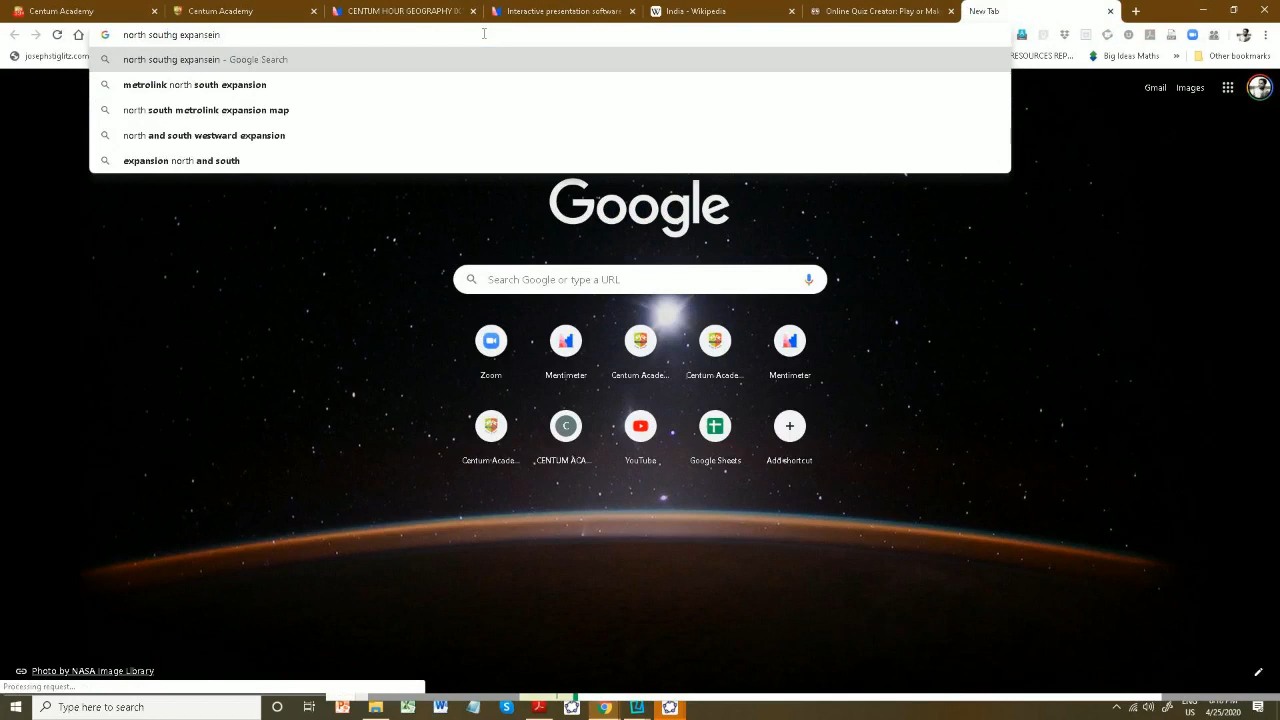 Centum Academy
Centum Academy
CENTUM HOUR GEOGRAPHY
Interactive presentation software
India - Wikipedia
Online Quiz Creator: Play or Mak
New Tab
north southg expansein
north southg expansein - Google Search
metrolink north south expansion
north south metrolink expansion map
north and south westward expansion
expansion north and south
josephstiglitz.com
RESOURCES REP...
Big Ideas Maths
»
Other bookmarks
Gmail
Images
Google
Search Google or type a URL
Zoom
Mentimeter
Centum Acade...
Centum Acade...
Mentimeter
Centum Acade...
C
CENTUM ACA...
YouTube
Google Sheets
Add shortcut
Photo by NASA Image Library
Processing request...
Type here to search
ENG
US
4/25/2020